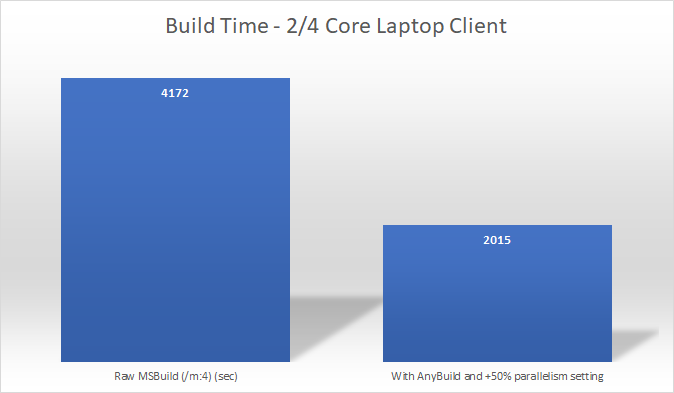 Build Time - 2/4 Core Laptop Client
4172
2015
Raw MSBuild (/m:4) (sec)
With AnyBuild and +50% parallelism setting